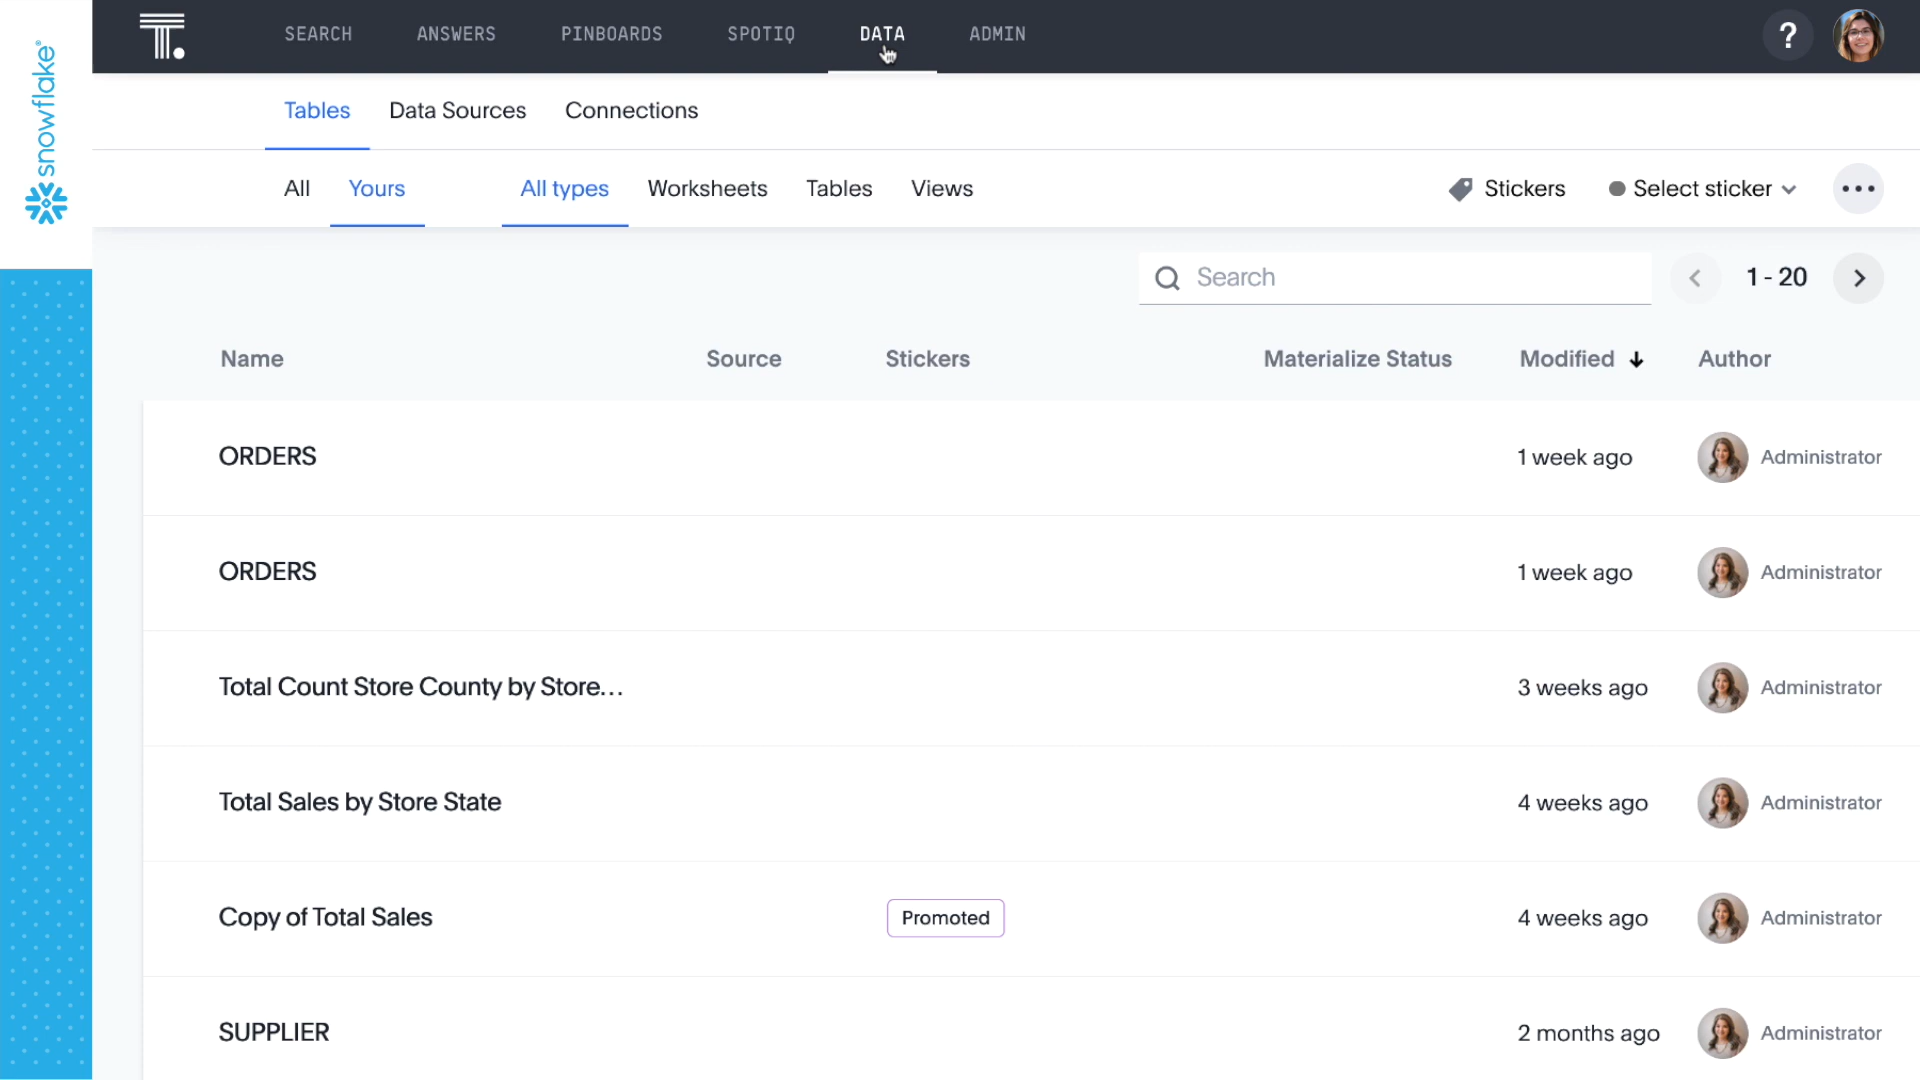 snowflake®
T.
SEARCH ANSWERS PINBOARDS SPOTIQ DATA ADMIN ?
Tables Data Sources Connections
All Yours All types Worksheets Tables Views Stickers Select sticker
Search 1 - 20
Name Source Stickers Materialize Status Modified Author
ORDERS 1 week ago Administrator
ORDERS 1 week ago Administrator
Total Count Store County by Store... 3 weeks ago Administrator
Total Sales by Store State 4 weeks ago Administrator
Copy of Total Sales Promoted 4 weeks ago Administrator
SUPPLIER 2 months ago Administrator